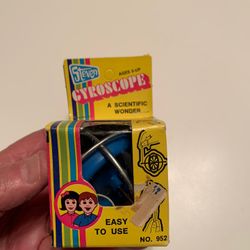 Steven
AGES 5-UP
GYROSCOPE
A SCIENTIFIC
WONDER
EASY
TO USE
NO. 952